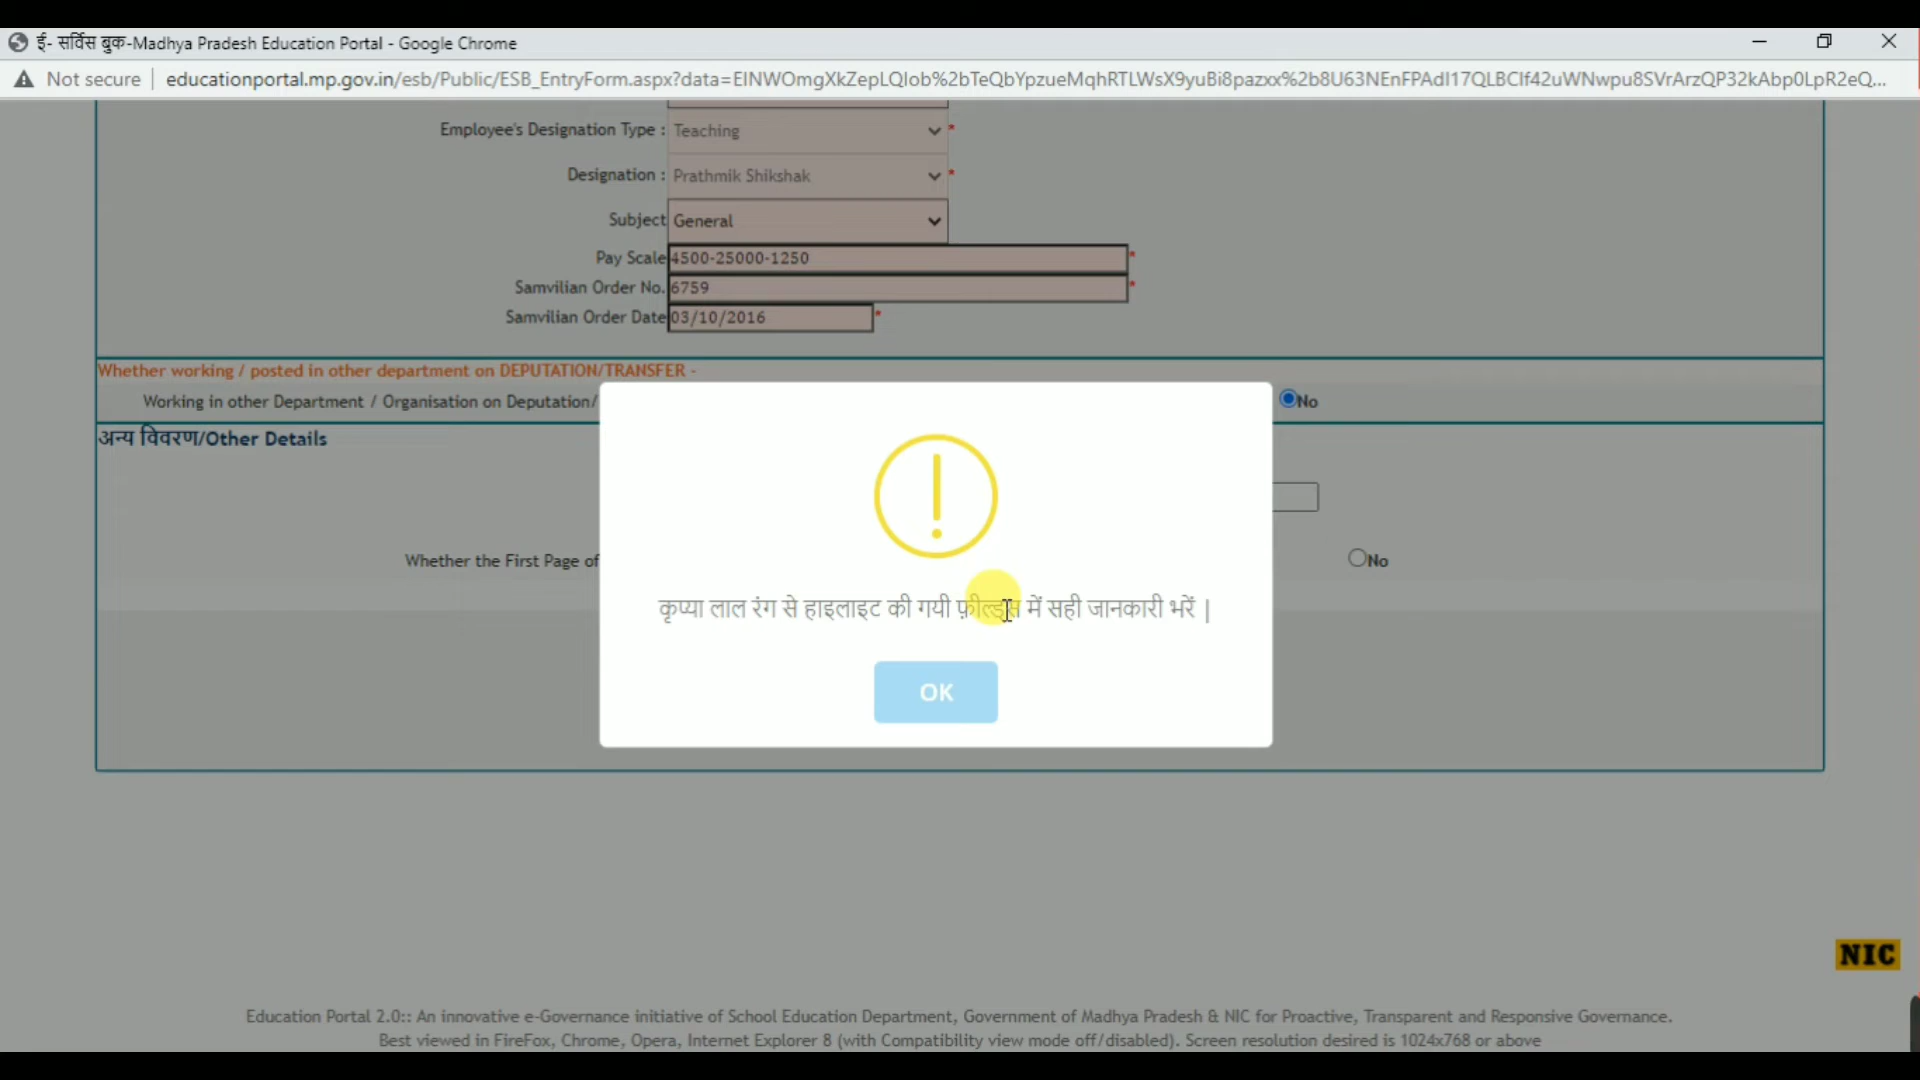 ई- सर्विस बुक-Madhya Pradesh Education Portal - Google Chrome
Not secure educationportal.mp.gov.in/esb/Public/ESB_EntryForm.aspx?data=EINWOmgXkZepLQIob%2bTeQbYpzueMqhRTLWsX9yuBi8pazxx%2b8U63NEnFPAdI17QLBCIf42uWNwpu8SVrArzQP32kAbp0LpR2eQ...
Employee's Designation Type : Teaching *
Designation : Prathmik Shikshak *
Subject General
Pay Scale 4500-25000-1250 *
Samvilian Order No. 6759 *
Samvilian Order Date 03/10/2016 *
Whether working / posted in other department on DEPUTATION/TRANSFER -
Working in other Department / Organisation on Deputation/ No
अन्य विवरण/Other Details
Whether the First Page of No
कृप्या लाल रंग से हाइलाइट की गयी फ़ील्ड्स में सही जानकारी भरें |
OK
NIC
Education Portal 2.0:: An innovative e-Governance initiative of School Education Department, Government of Madhya Pradesh & NIC for Proactive, Transparent and Responsive Governance.
Best viewed in FireFox, Chrome, Opera, Internet Explorer 8 (with Compatibility view mode off/disabled). Screen resolution desired is 1024x768 or above